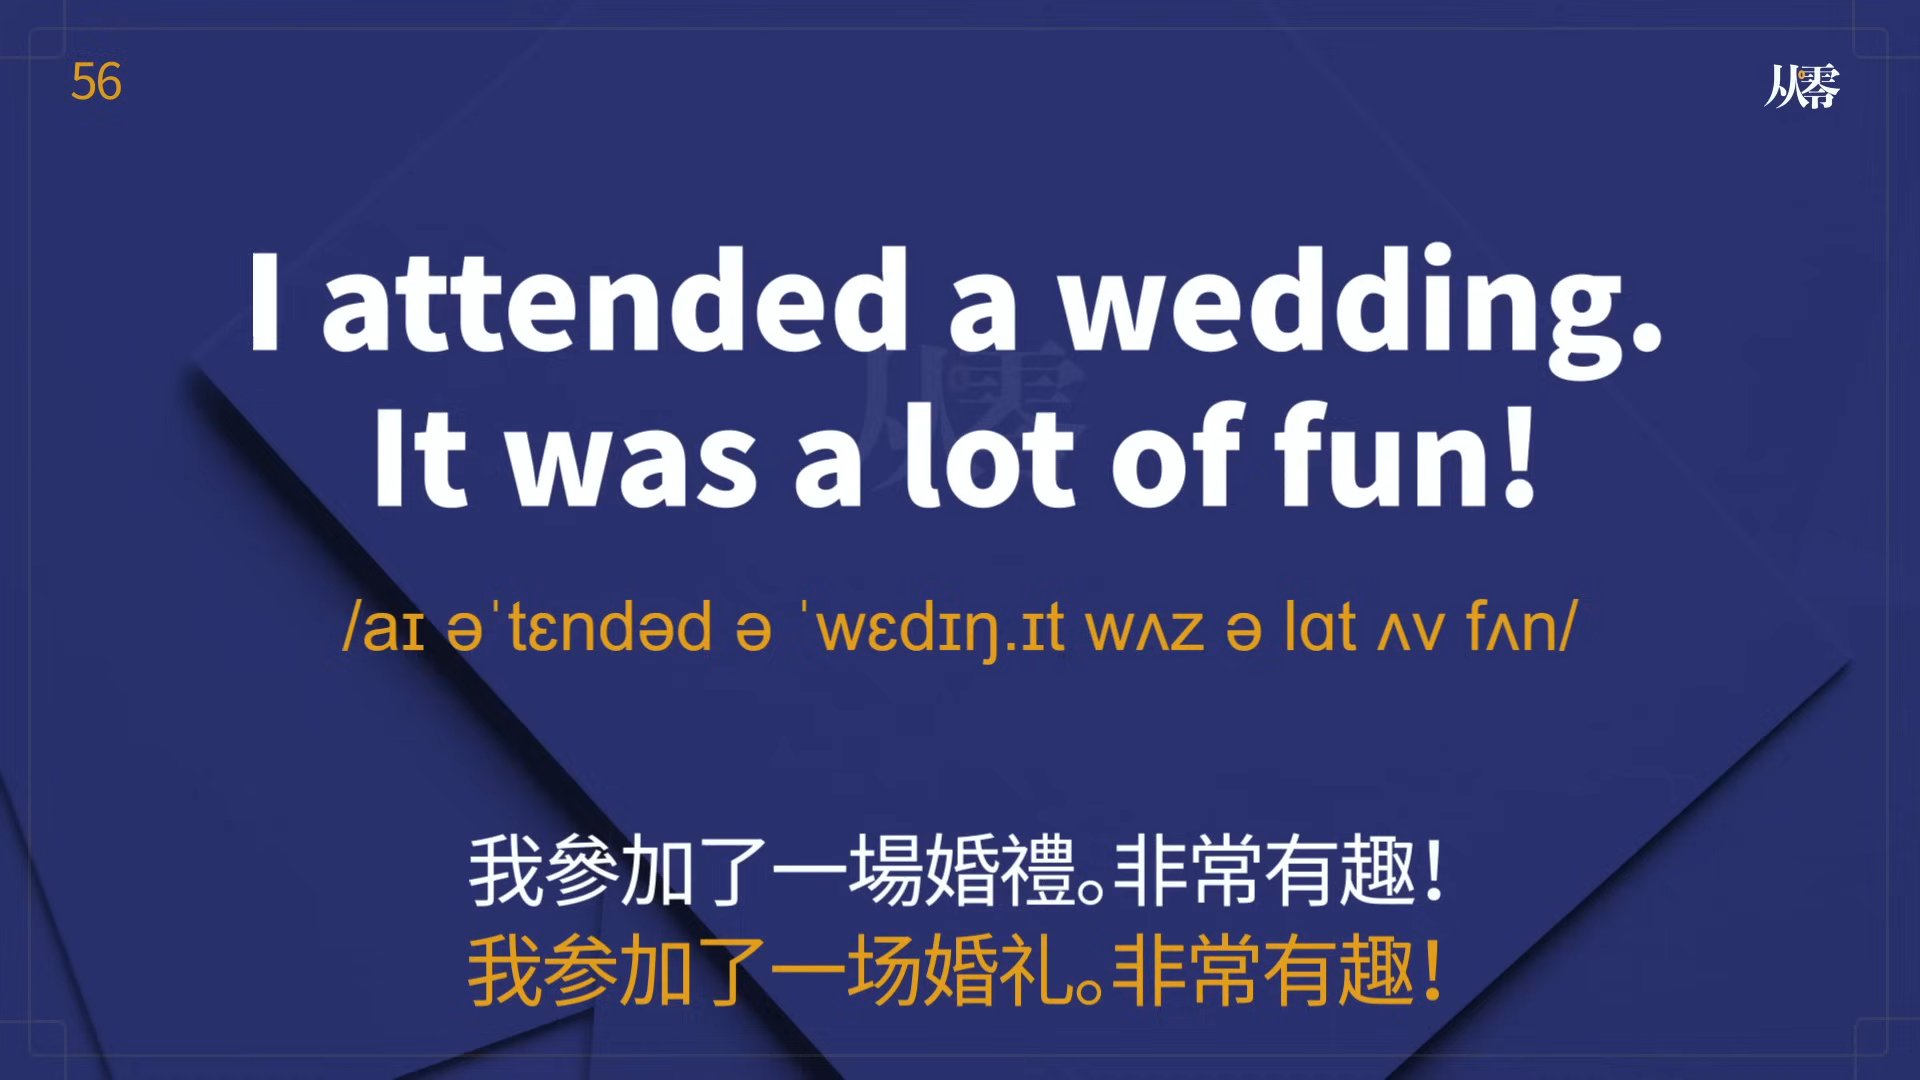 56
从零
I attended a wedding.
It was a lot of fun!
/aɪ əˈtɛndəd ə ˈwɛdɪŋ.ɪt wʌz ə lɑt ʌv fʌn/
我參加了一場婚禮。非常有趣！
我参加了一场婚礼。非常有趣！